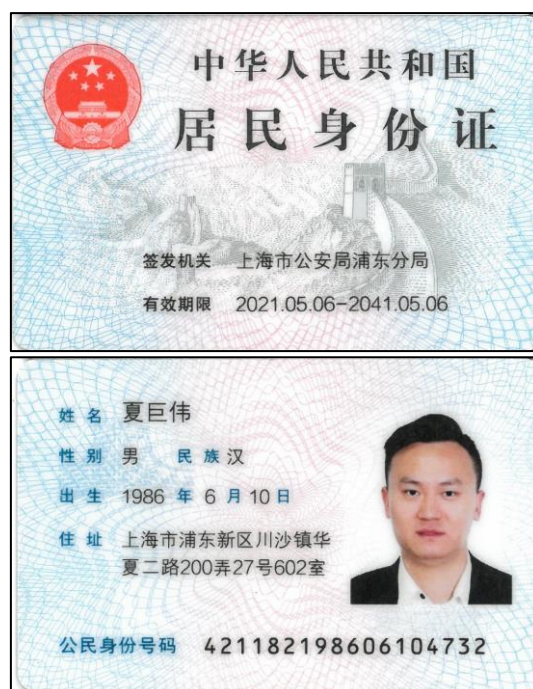 中华人民共和国
居民身份证
签发机关 上海市公安局浦东分局
有效期限 2021.05.06-2041.05.06
姓名 夏巨伟
性别 男 民族 汉
出生 1986 年 6 月 10 日
住址 上海市浦东新区川沙镇华
夏二路200弄27号602室
公民身份号码 421182198606104732